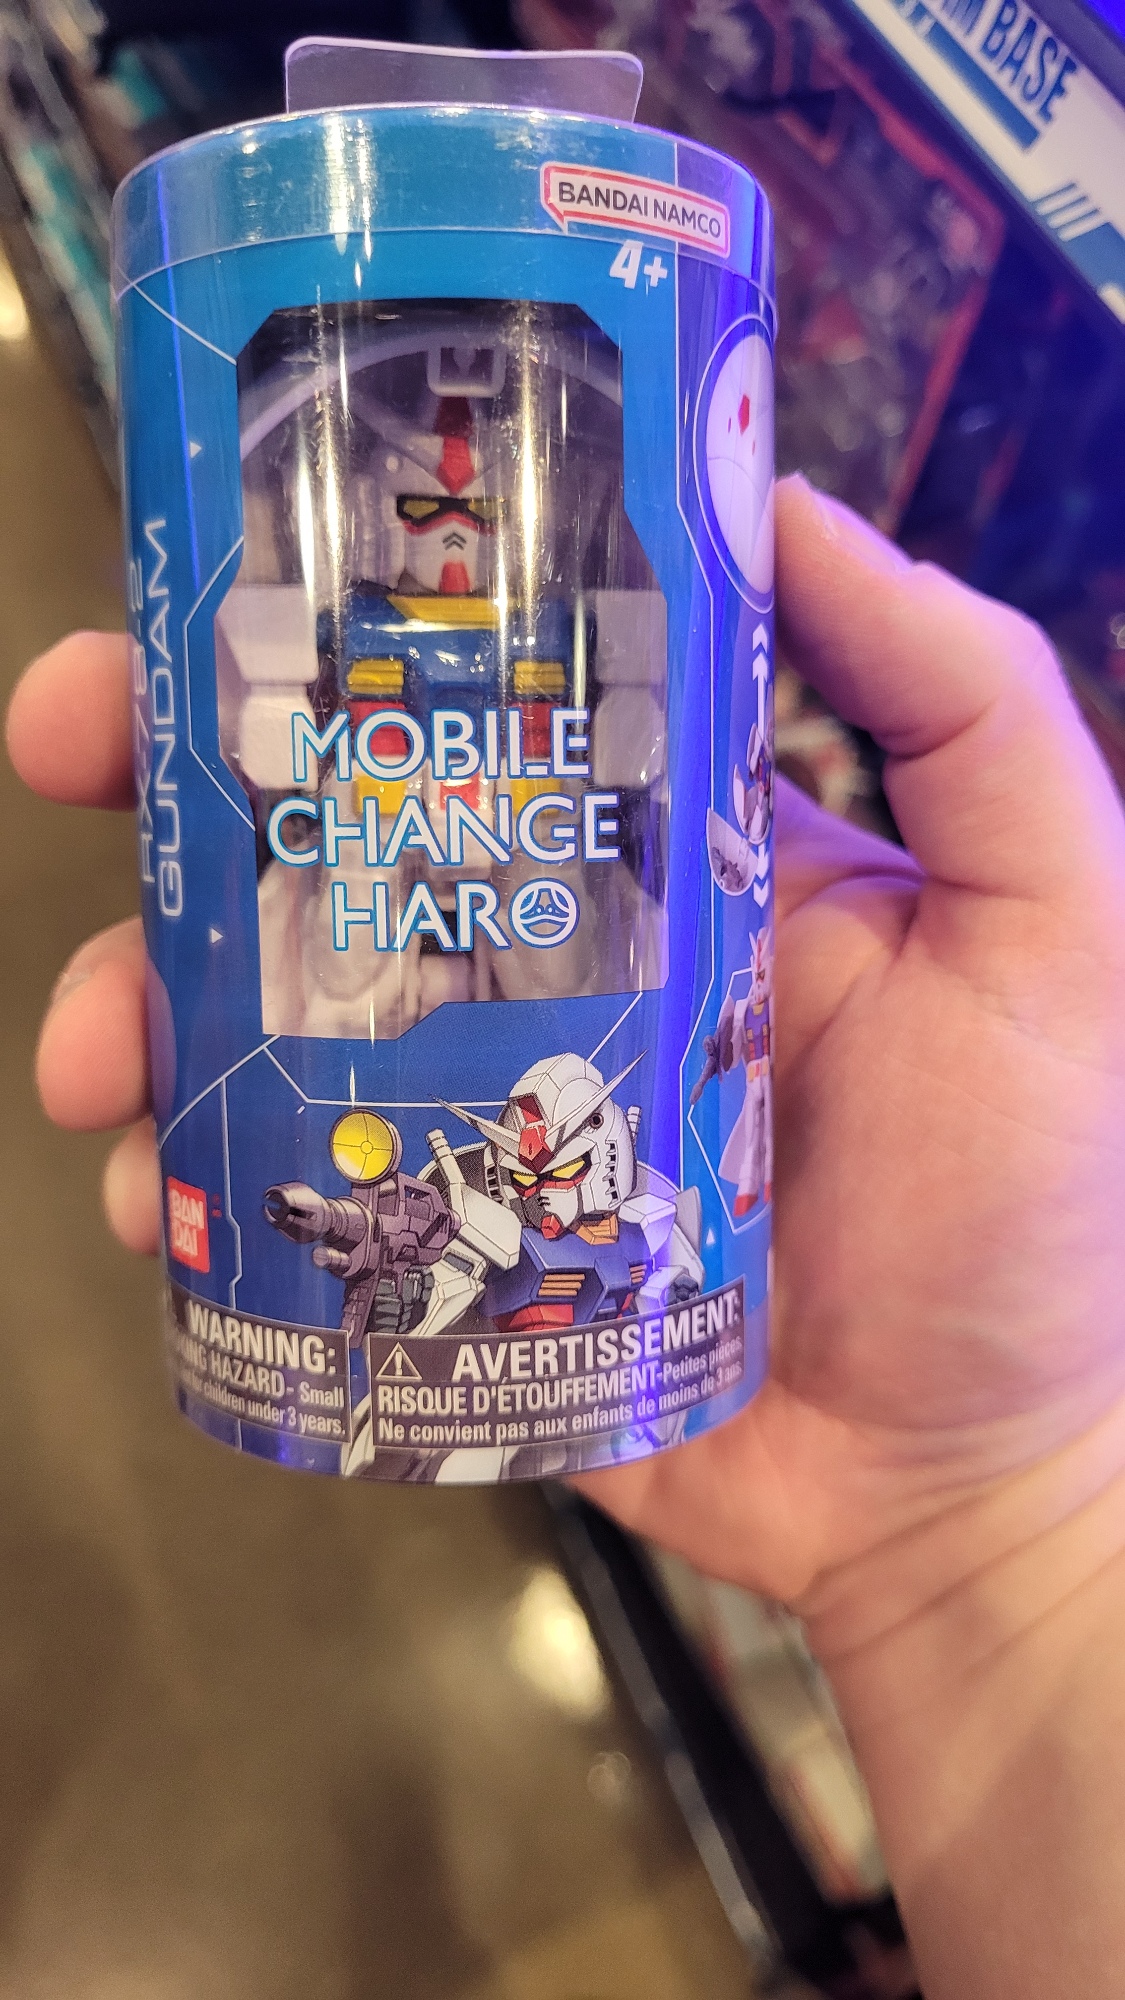 BASE
BANDAI NAMCO
4+
RX-78-2
GUNDAM
MOBILE
CHANGE
HARO
BAN
DAI
WARNING:
HAZARD- Small
for children under 3 years.
AVERTISSEMENT:
RISQUE D'ÉTOUFFEMENT-Petites pièces
Ne convient pas aux enfants de moins de 3 ans